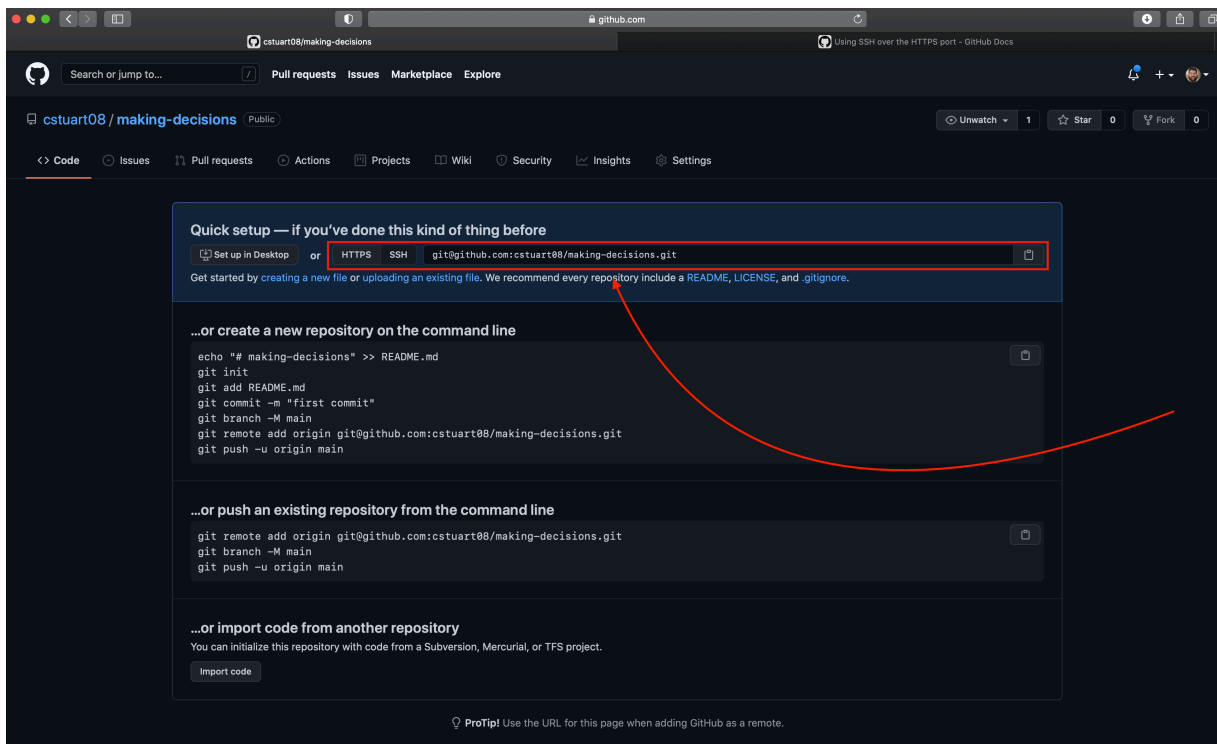 github.com
cstuart08/making-decisions
Using SSH over the HTTPS port - GitHub Docs
Search or jump to... /
Pull requests Issues Marketplace Explore
cstuart08 / making-decisions Public
Unwatch 1 Star 0 Fork 0
<> Code Issues Pull requests Actions Projects Wiki Security Insights Settings
Quick setup — if you've done this kind of thing before
Set up in Desktop or HTTPS SSH git@github.com:cstuart08/making-decisions.git
Get started by creating a new file or uploading an existing file. We recommend every repository include a README, LICENSE, and .gitignore.
...or create a new repository on the command line
echo "# making-decisions" >> README.md
git init
git add README.md
git commit -m "first commit"
git branch -M main
git remote add origin git@github.com:cstuart08/making-decisions.git
git push -u origin main
...or push an existing repository from the command line
git remote add origin git@github.com:cstuart08/making-decisions.git
git branch -M main
git push -u origin main
...or import code from another repository
You can initialize this repository with code from a Subversion, Mercurial, or TFS project.
Import code
ProTip! Use the URL for this page when adding GitHub as a remote.